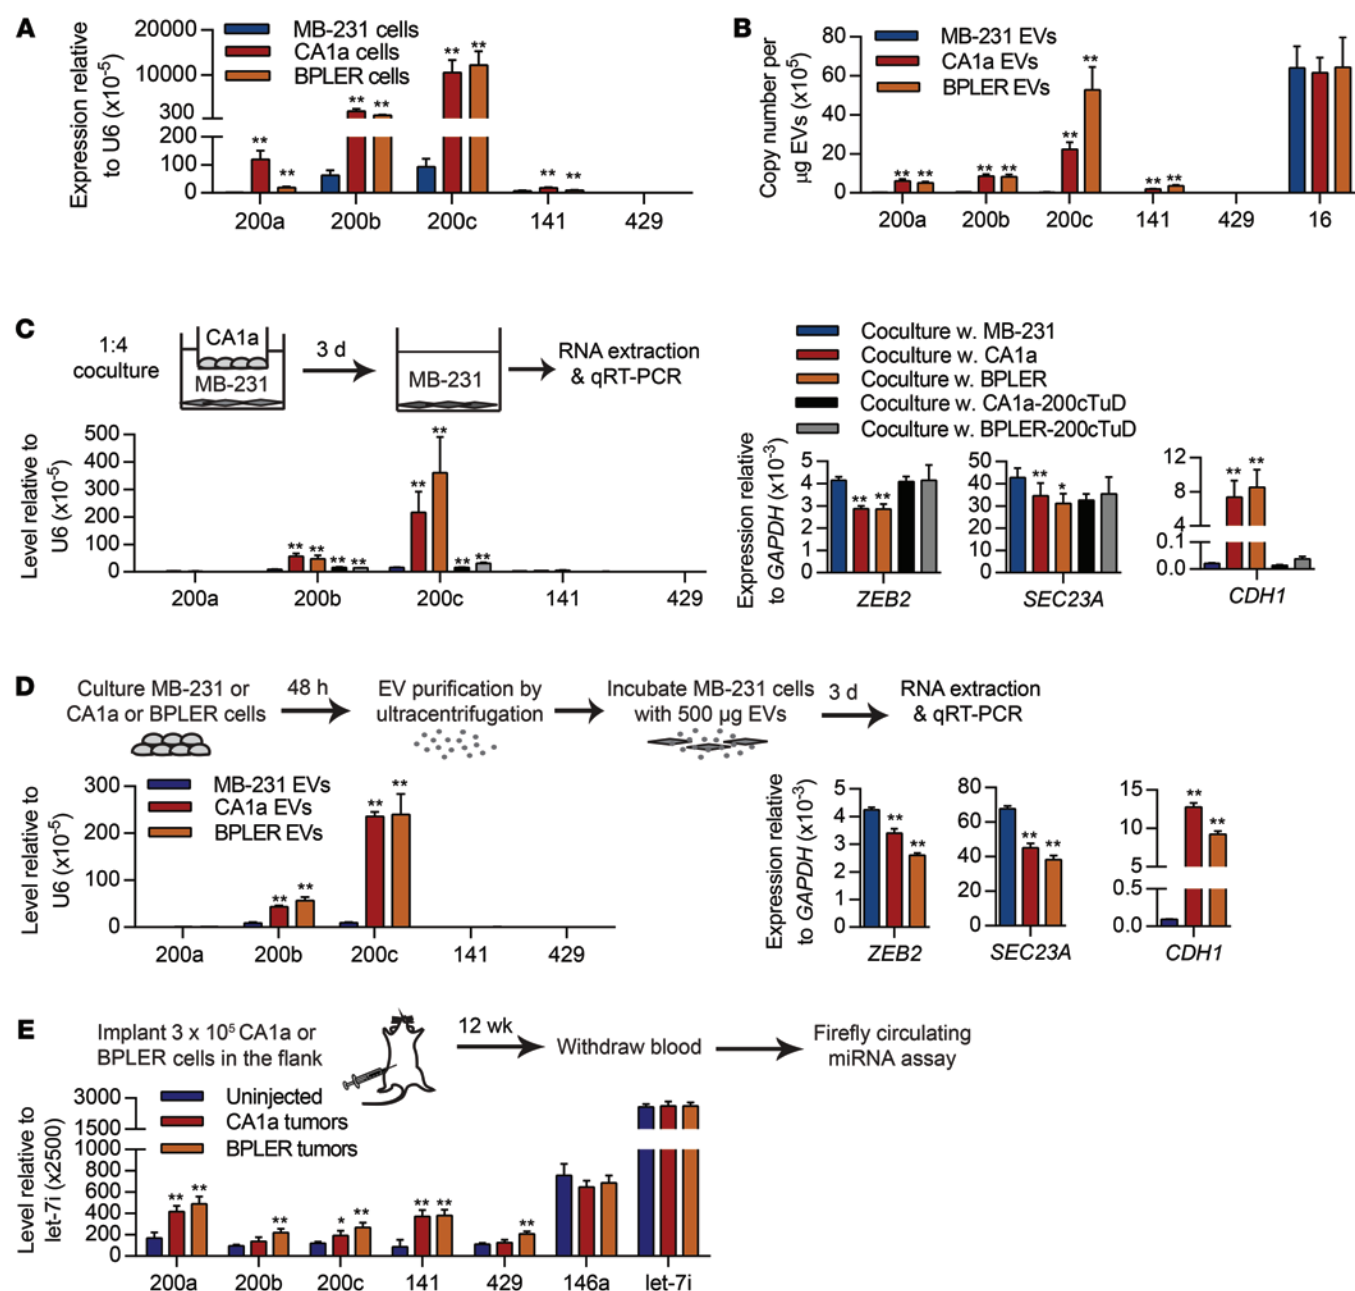 A
Expression relative
to U6 (x10-5)
20000
10000
300
200
100
0
MB-231 cells
CA1a cells
BPLER cells
** ** ** ** ** ** ** **
200a 200b 200c 141 429
B
Copy number per
µg EVs (x10⁵)
80
60
40
20
0
MB-231 EVs
CA1a EVs
BPLER EVs
** ** ** ** ** ** ** **
200a 200b 200c 141 429 16
C
1:4
coculture
CA1a
MB-231
3 d
MB-231
RNA extraction
& qRT-PCR
Coculture w. MB-231
Coculture w. CA1a
Coculture w. BPLER
Coculture w. CA1a-200cTuD
Coculture w. BPLER-200cTuD
Level relative to
U6 (x10-5)
500
400
300
200
100
0
** ** ** ** ** ** ** **
200a 200b 200c 141 429
Expression relative
to GAPDH (x10-3)
5
4
3
2
1
0
** **
ZEB2
50
40
30
20
10
0
** *
SEC23A
12
8
4
0.1
0.0
** **
CDH1
D
Culture MB-231 or
CA1a or BPLER cells
48 h
EV purification by
ultracentrifugation
Incubate MB-231 cells
with 500 µg EVs
3 d
RNA extraction
& qRT-PCR
Level relative to
U6 (x10-5)
300
200
100
0
MB-231 EVs
CA1a EVs
BPLER EVs
** ** ** **
200a 200b 200c 141 429
Expression relative
to GAPDH (x10-3)
5
4
3
2
1
0
** **
ZEB2
80
60
40
20
0
** **
SEC23A
15
10
5
0.5
0.0
** **
CDH1
E
Implant 3 x 10⁵ CA1a or
BPLER cells in the flank
12 wk
Withdraw blood
Firefly circulating
miRNA assay
Level relative to
let-7i (x2500)
3000
1500
1000
800
600
400
200
0
Uninjected
CA1a tumors
BPLER tumors
** ** ** * ** ** ** **
200a 200b 200c 141 429 146a let-7i